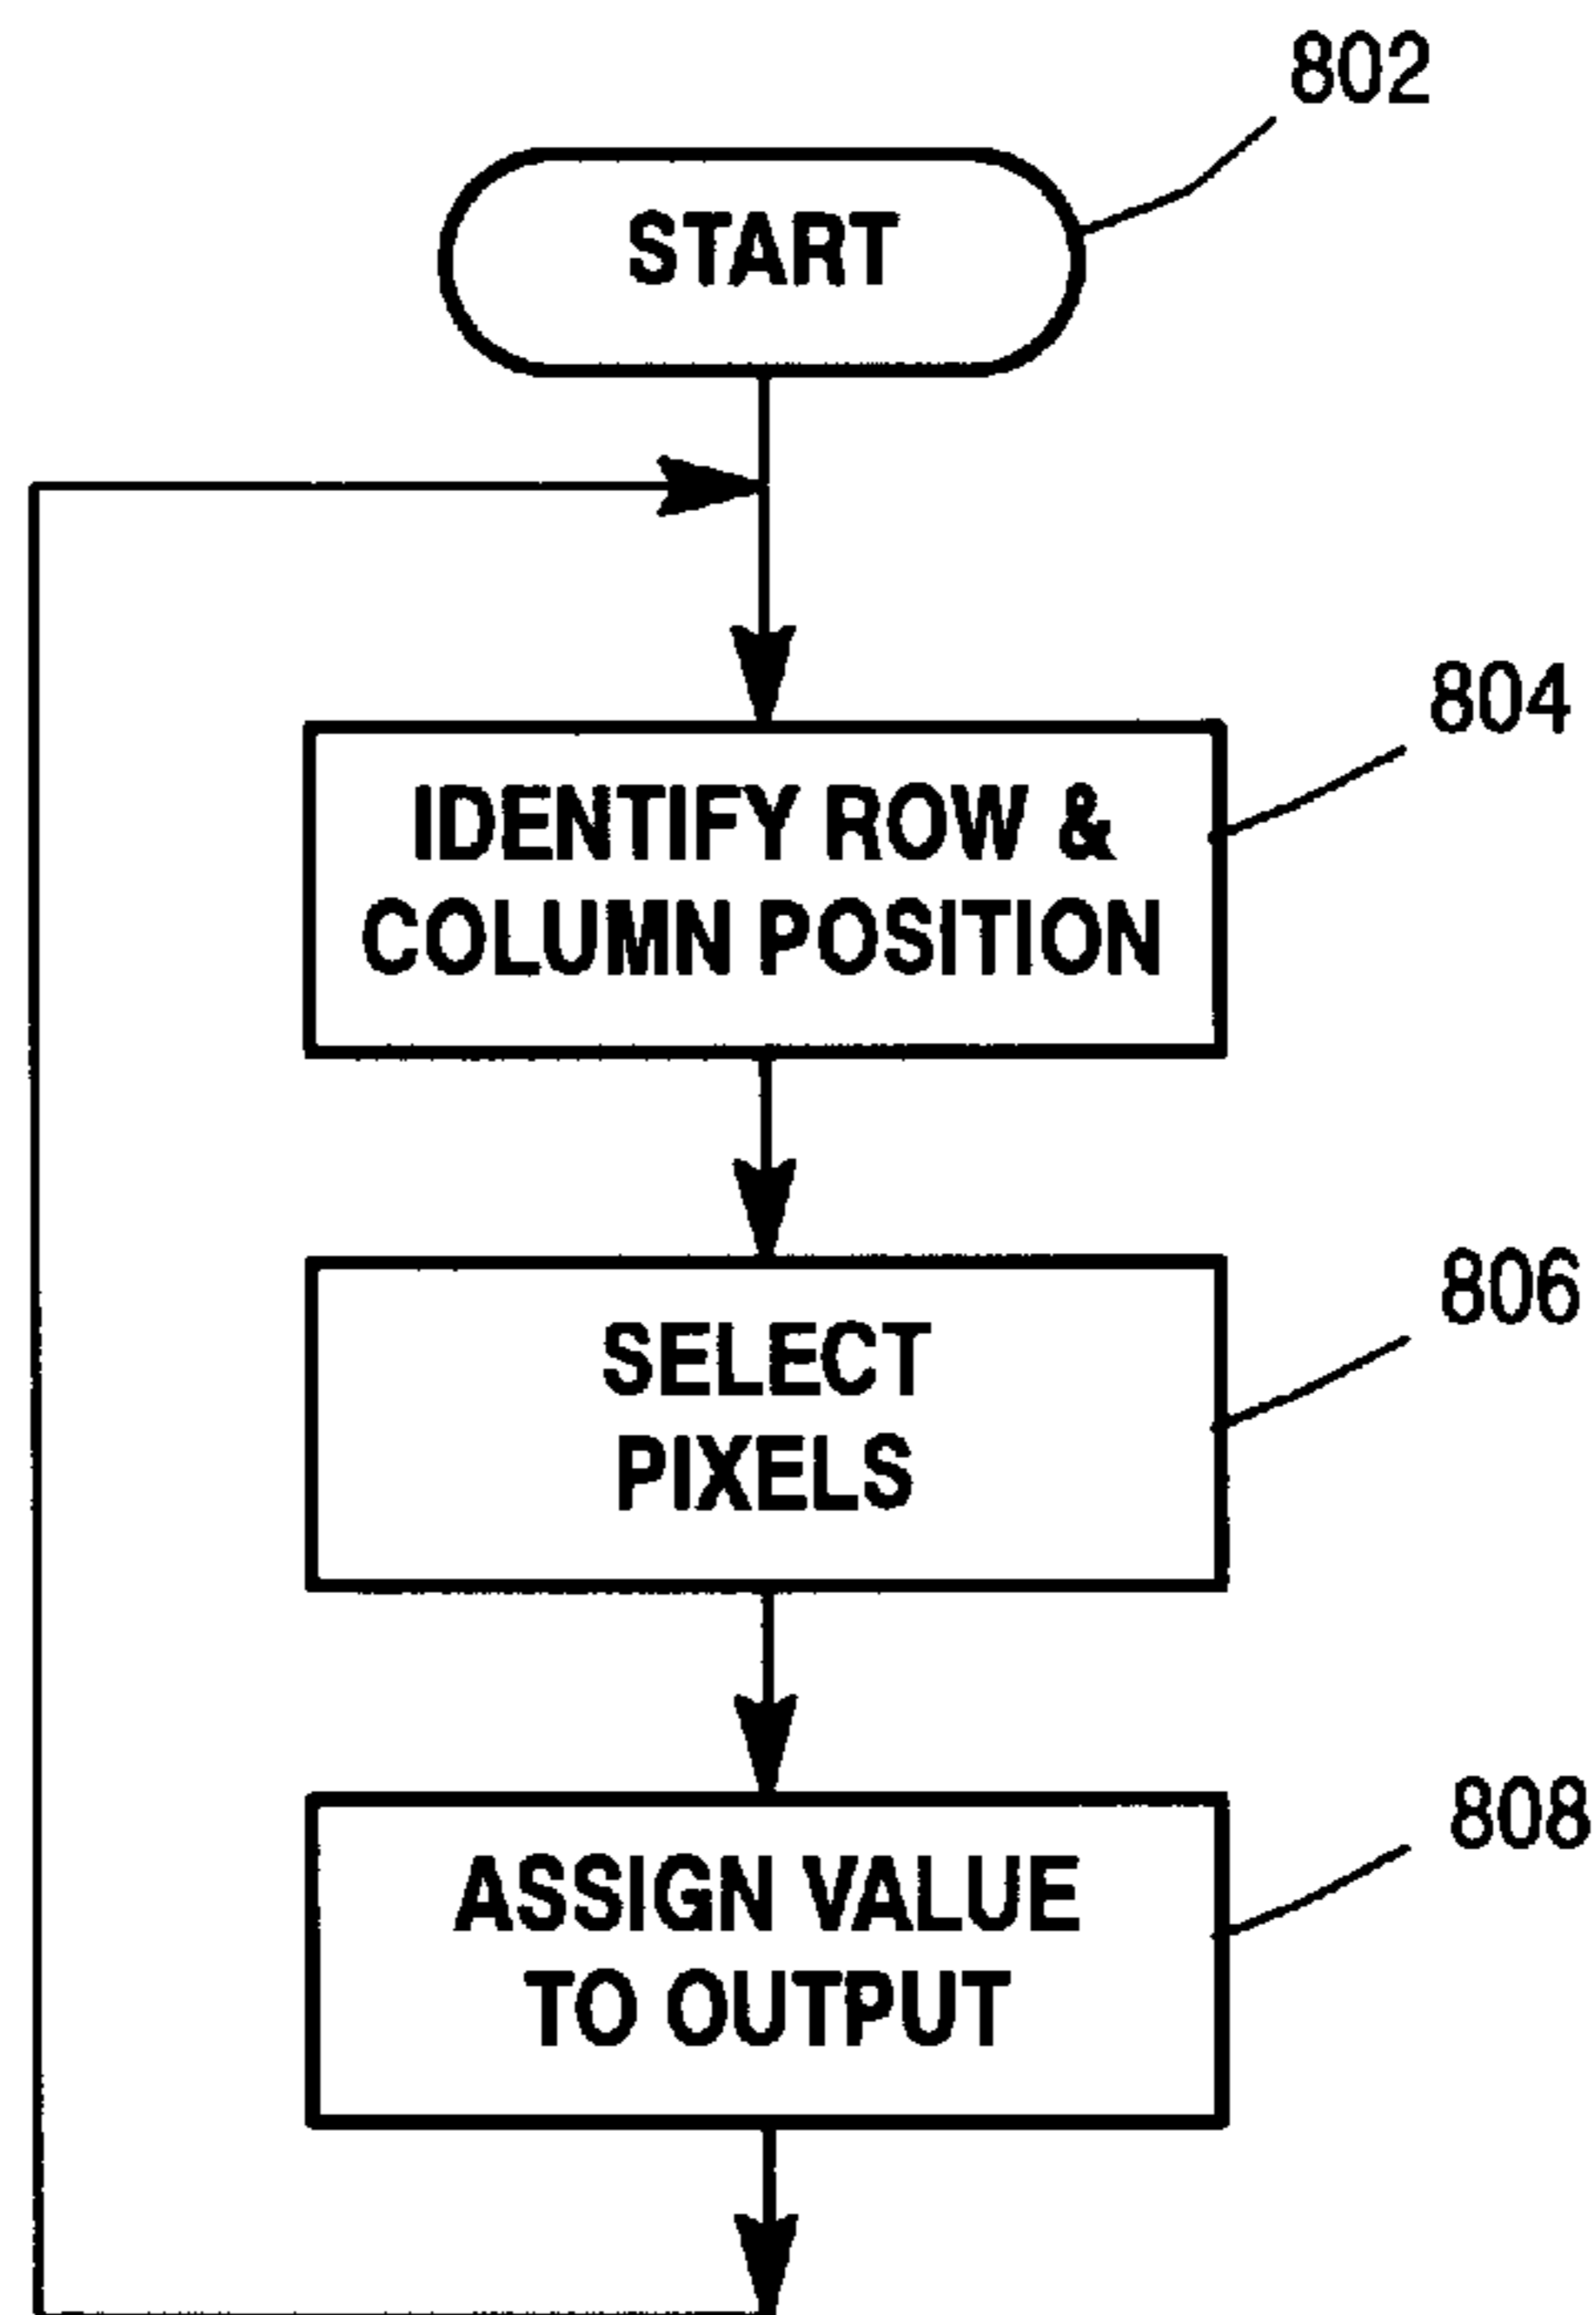 802
START
804
IDENTIFY ROW &
COLUMN POSITION
806
SELECT
PIXELS
808
ASSIGN VALUE
TO OUTPUT